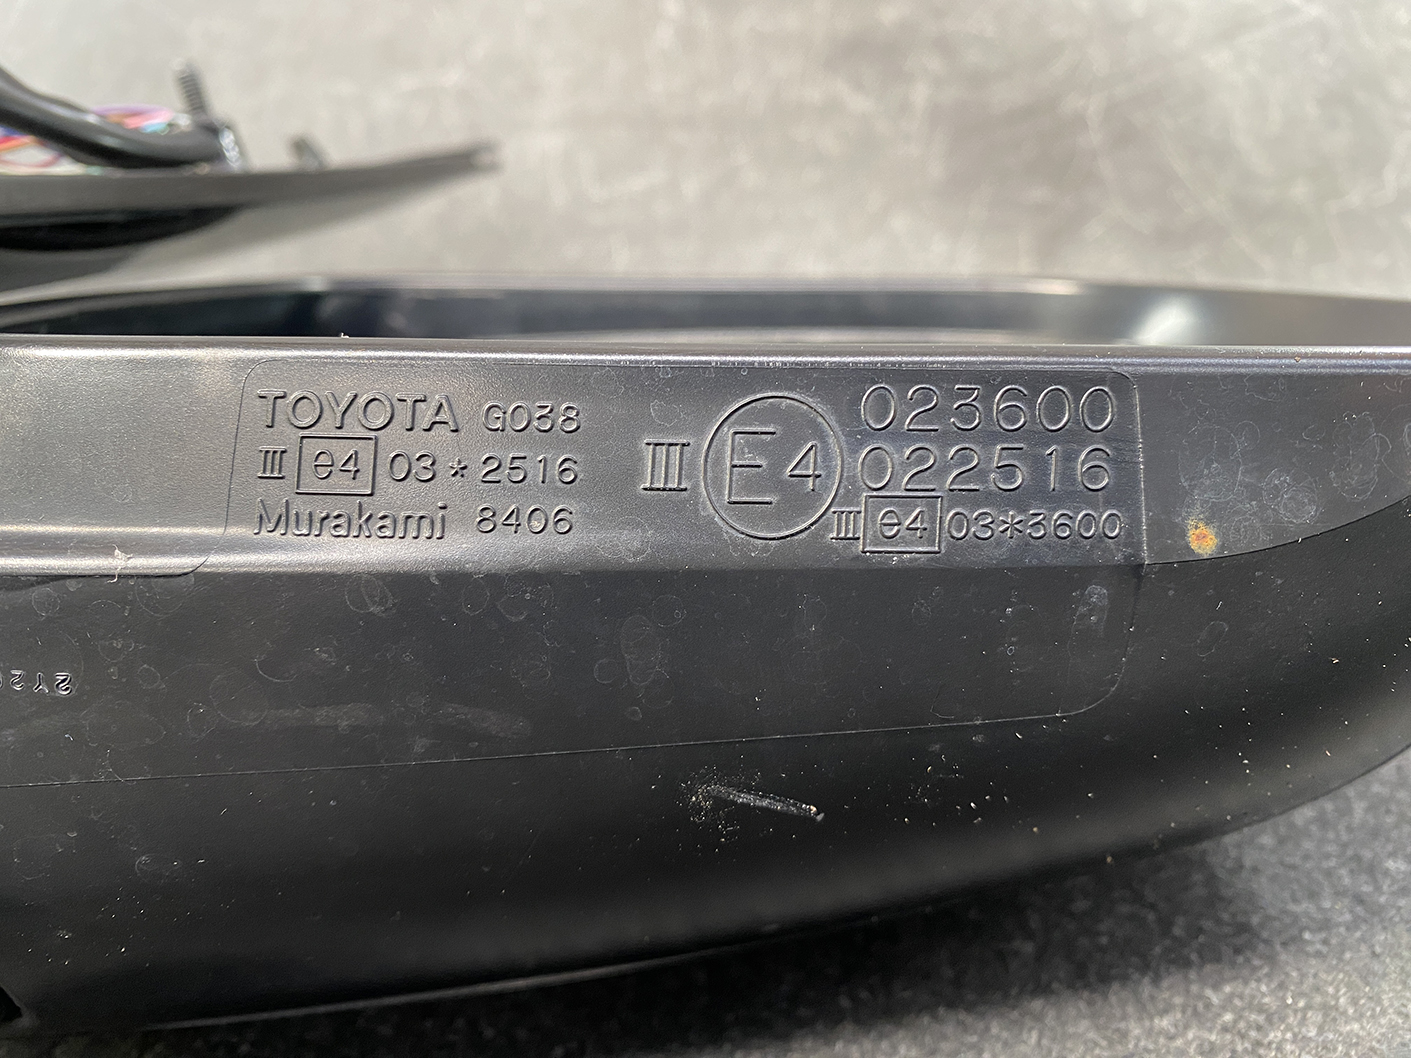 TOYOTA G038
III e4 03*2516
Murakami 8406
III E4
023600
022516
III e4 03*3600